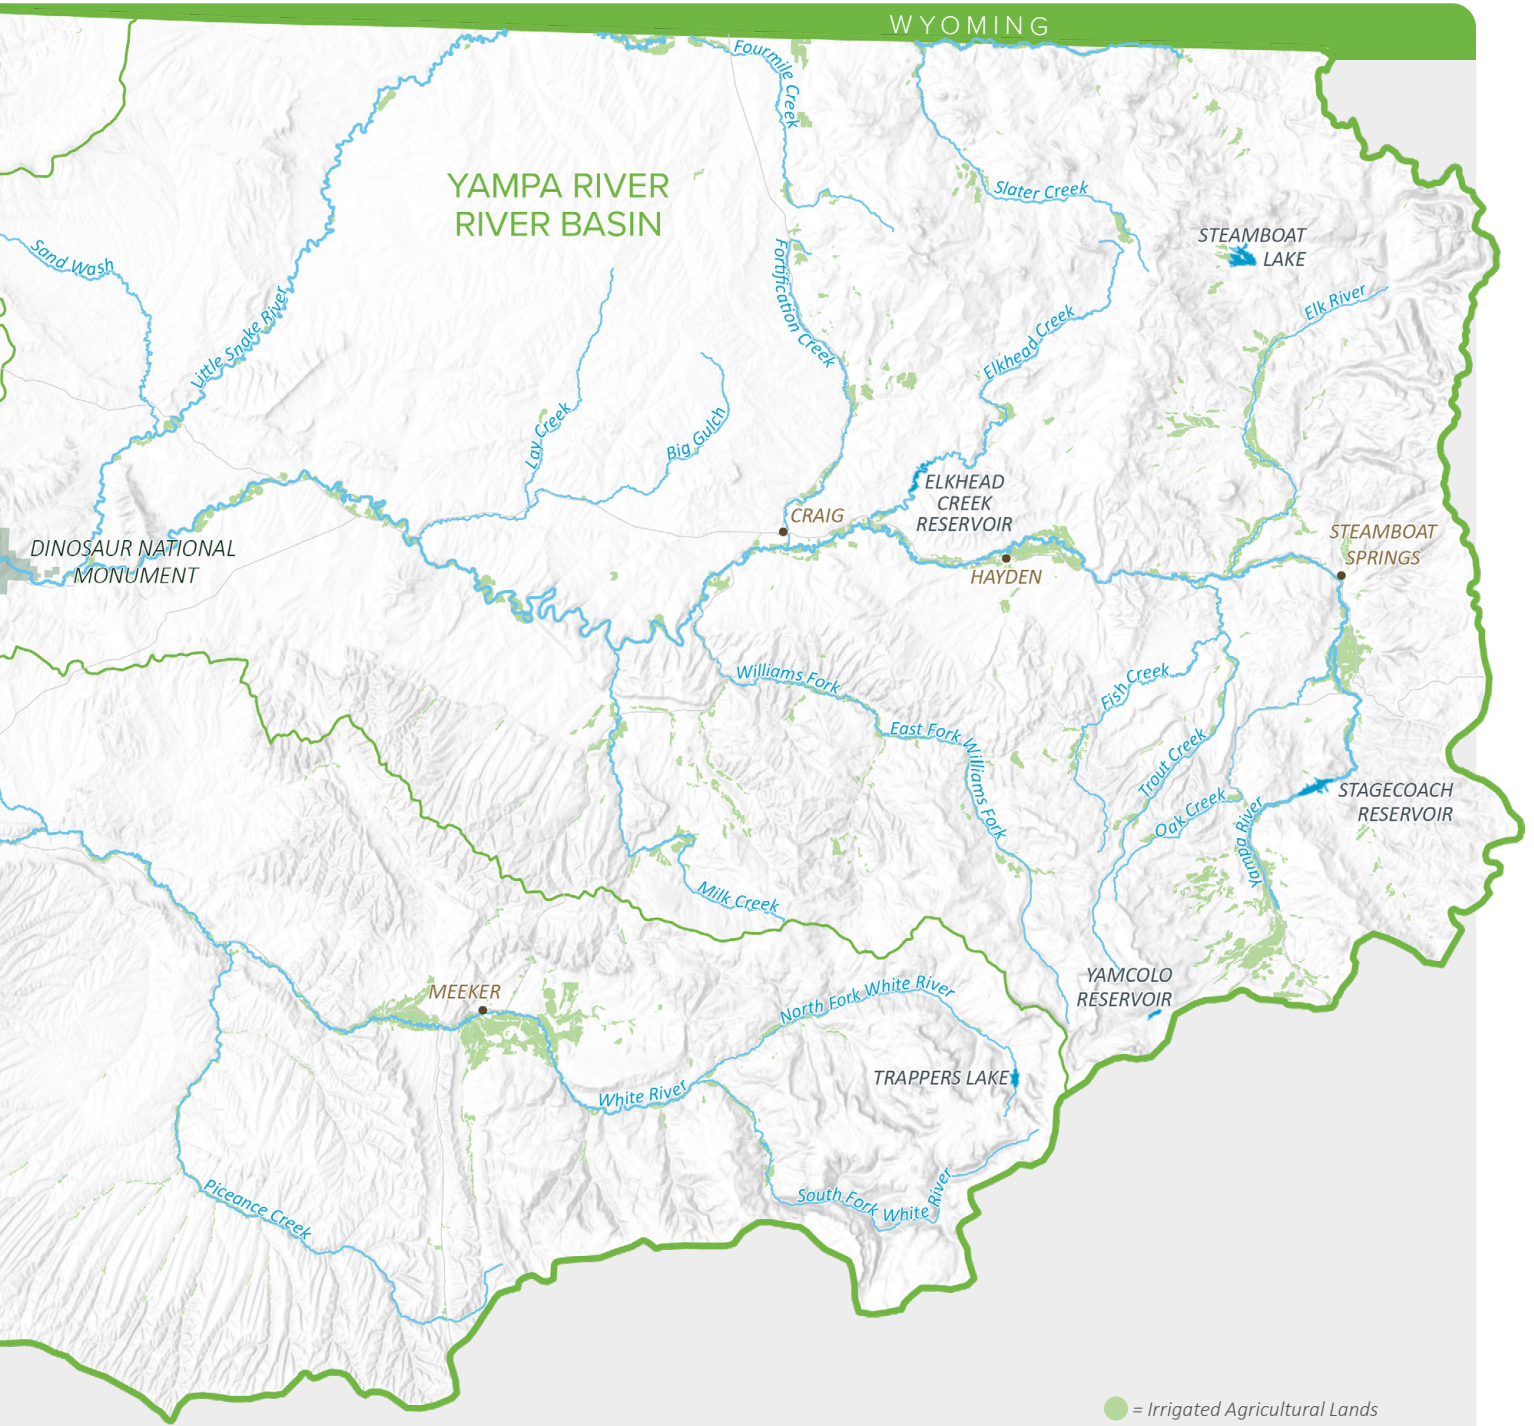 WYOMING
Fourmile Creek
YAMPA RIVER
RIVER BASIN
Slater Creek
STEAMBOAT
LAKE
Sand Wash
Little Snake River
Fortification Creek
Elk River
Elkhead Creek
Lay Creek
Big Gulch
ELKHEAD
CREEK
RESERVOIR
CRAIG
STEAMBOAT
SPRINGS
DINOSAUR NATIONAL
MONUMENT
HAYDEN
Williams Fork
Fish Creek
East Fork Williams Fork
Trout Creek
STAGECOACH
RESERVOIR
Oak Creek
Yampa River
Milk Creek
YAMCOLO
RESERVOIR
MEEKER
North Fork White River
TRAPPERS LAKE
White River
South Fork White River
Piceance Creek
= Irrigated Agricultural Lands